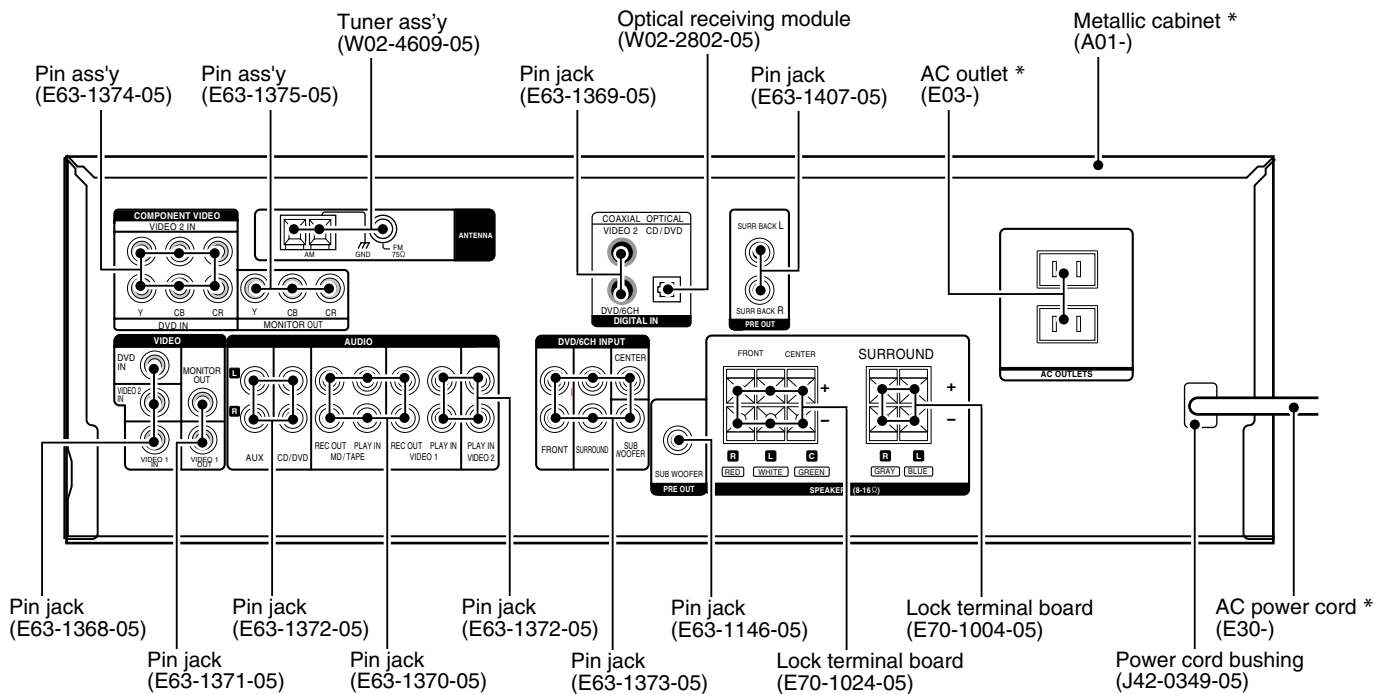 Tuner ass'y
(W02-4609-05)
Optical receiving module
(W02-2802-05)
Metallic cabinet *
(A01-)
Pin ass'y
(E63-1374-05)
Pin ass'y
(E63-1375-05)
Pin jack
(E63-1369-05)
Pin jack
(E63-1407-05)
AC outlet *
(E03-)
COMPONENT VIDEO
VIDEO 2 IN
Y CB CR
DVD IN
Y CB CR
MONITOR OUT
AM
GND
FM
75Ω
ANTENNA
COAXIAL OPTICAL
VIDEO 2 CD/DVD
DVD/6CH
DIGITAL IN
SURR BACK L
SURR BACK R
PRE OUT
AC OUTLETS
VIDEO
DVD
IN
VIDEO 2
IN
VIDEO 1
IN
MONITOR
OUT
VIDEO 1
OUT
AUDIO
L
R
AUX CD/DVD
REC OUT PLAY IN
MD/TAPE
REC OUT PLAY IN
VIDEO 1
PLAY IN
VIDEO 2
DVD/6CH INPUT
CENTER
FRONT SURROUND
SUB
WOOFER
SUB WOOFER
PRE OUT
FRONT CENTER
SURROUND
+
−
+
−
R L C
RED WHITE GREEN
R L
GRAY BLUE
SPEAKERS (8-16Ω)
Pin jack
(E63-1368-05)
Pin jack
(E63-1372-05)
Pin jack
(E63-1372-05)
Pin jack
(E63-1146-05)
Lock terminal board
(E70-1004-05)
AC power cord *
(E30-)
Pin jack
(E63-1371-05)
Pin jack
(E63-1370-05)
Pin jack
(E63-1373-05)
Lock terminal board
(E70-1024-05)
Power cord bushing
(J42-0349-05)